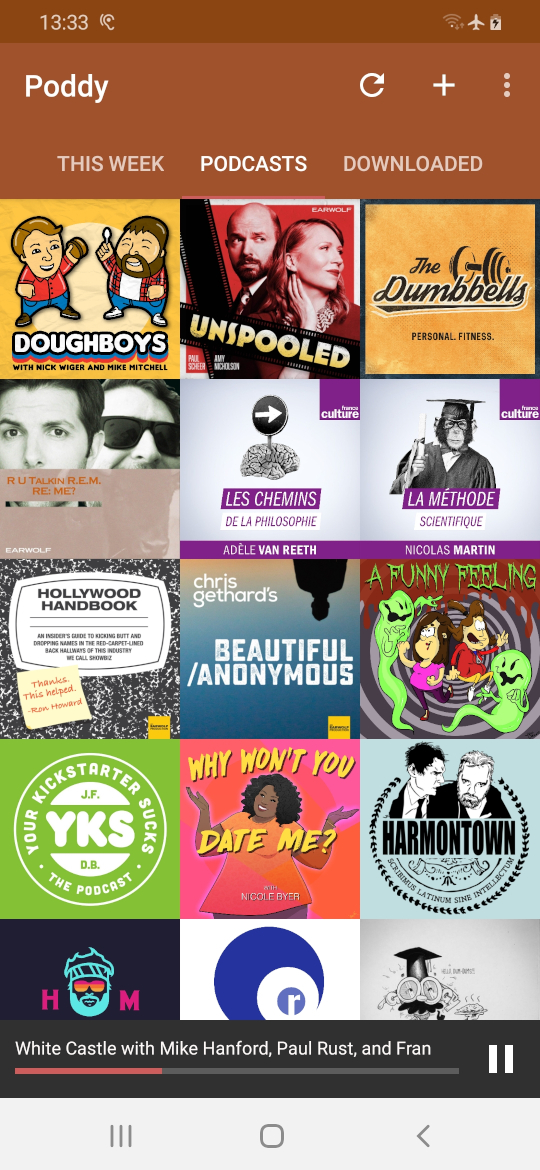 13:33
Poddy
THIS WEEK
PODCASTS
DOWNLOADED
DOUGHBOYS
WITH NICK WIGER AND MIKE MITCHELL
EARWOLF
UNSPOOLED
PAUL SCHEER
AMY NICHOLSON
The
Dumbbells
PERSONAL. FITNESS.
R U TALKIN R.E.M.
RE: ME?
EARWOLF
france
culture
LES CHEMINS
DE LA PHILOSOPHIE
ADÈLE VAN REETH
france
culture
LA MÉTHODE
SCIENTIFIQUE
NICOLAS MARTIN
HOLLYWOOD
HANDBOOK
AN INSIDER'S GUIDE TO KICKING BUTT AND
DROPPING NAMES IN THE RED-CARPET-LINED
BACK HALLWAYS OF THIS INDUSTRY
WE CALL SHOWBIZ
Thanks.
This helped.
-Ron Howard
chris
gethard's
BEAUTIFUL
/ANONYMOUS
A FUNNY FEELING
YOUR KICKSTARTER SUCKS
J.F.
YKS
D.B.
• THE PODCAST •
WHY WON'T YOU
DATE ME?
WITH
NICOLE BYER
HARMONTOWN
SCRIBIMUS LATINUM SINE INTELLECTUM
H M
r
White Castle with Mike Hanford, Paul Rust, and Fran